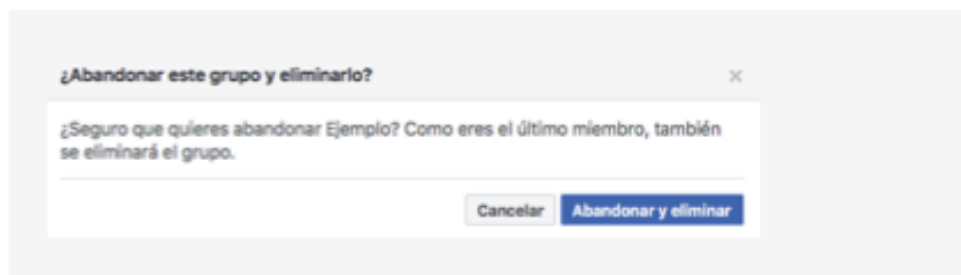 ¿Abandonar este grupo y eliminarlo?
¿Seguro que quieres abandonar Ejemplo? Como eres el último miembro, también
se eliminará el grupo.
Cancelar Abandonar y eliminar